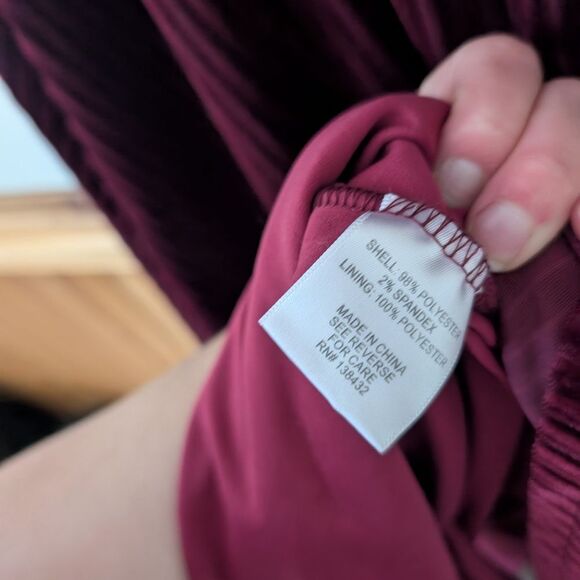 SHELL: 98% POLYESTER
2% SPANDEX
LINING: 100% POLYESTER
MADE IN CHINA
SEE REVERSE
FOR CARE
RN# 138432